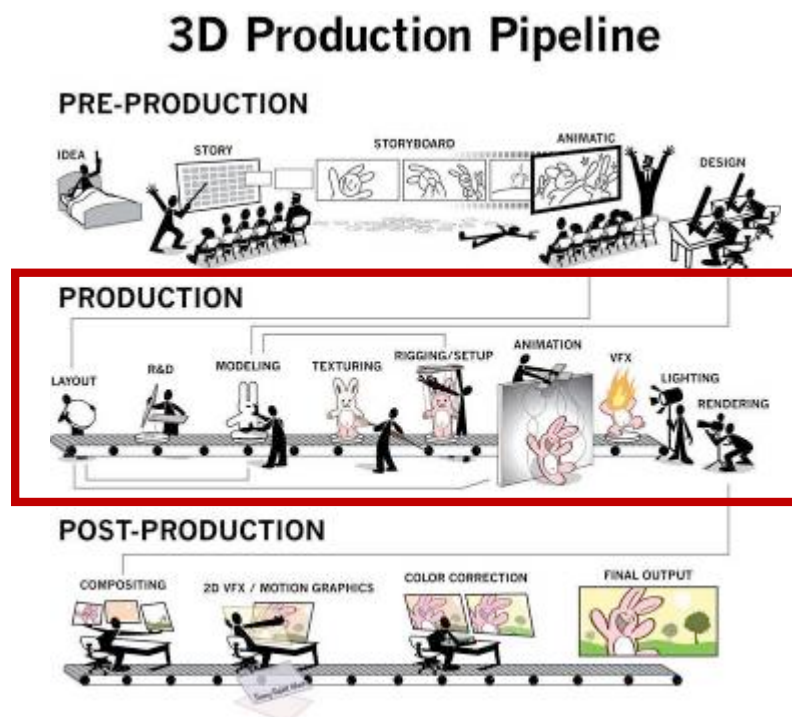 3D Production Pipeline
PRE-PRODUCTION
IDEA
STORY
STORYBOARD
ANIMATIC
DESIGN
PRODUCTION
LAYOUT
R&D
MODELING
TEXTURING
RIGGING/SETUP
ANIMATION
VFX
LIGHTING
RENDERING
POST-PRODUCTION
COMPOSITING
2D VFX / MOTION GRAPHICS
COLOR CORRECTION
FINAL OUTPUT